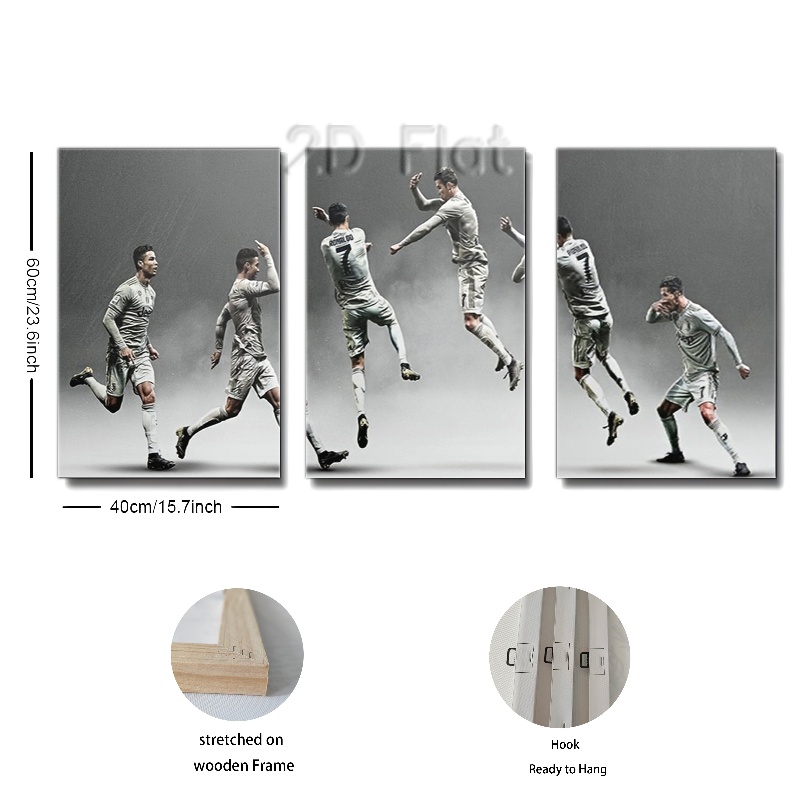 2D Flat
60cm/23.6inch
RONALDO
7
7
40cm/15.7inch
stretched on
wooden Frame
Hook
Ready to Hang